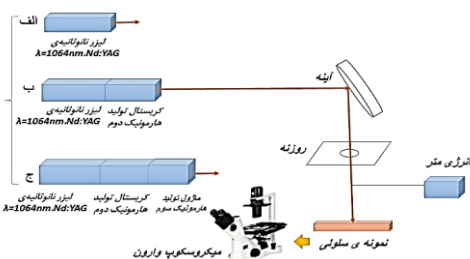 الف
لیزر نانوثانیه‌ی
λ=1064nm.Nd:YAG
ب
لیزر نانوثانیه‌ی
λ=1064nm.Nd:YAG
کریستال تولید
هارمونیک دوم
آینه
روزنه
انرژی متر
ج
لیزر نانوثانیه‌ی
λ=1064nm.Nd:YAG
کریستال تولید
هارمونیک دوم
ماژول تولید
هارمونیک سوم
نمونه ی سلولی
میکروسکوپ وارون